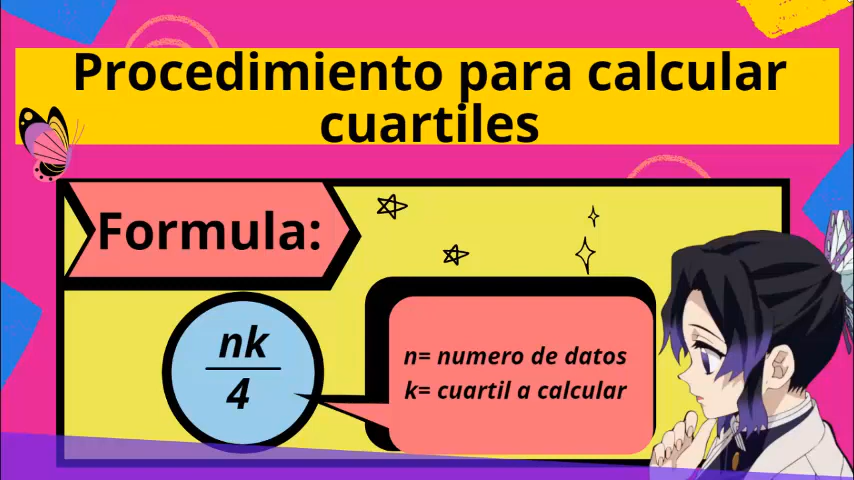 Procedimiento para calcular
cuartiles
Formula:
nk
4
n= numero de datos
k= cuartil a calcular